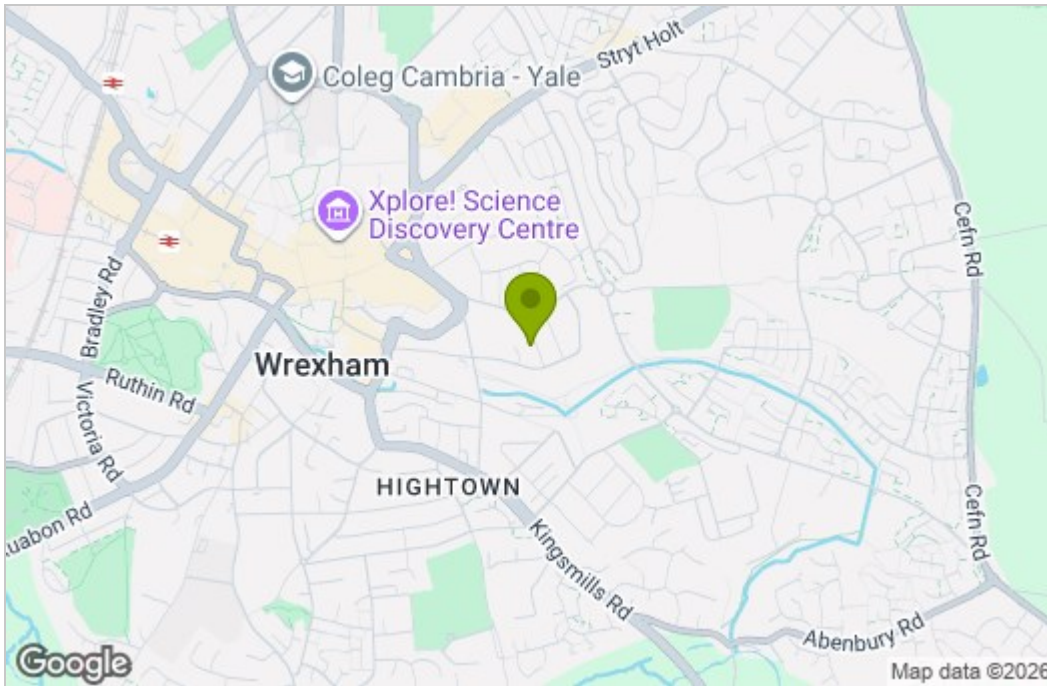 Stryt Holt
Coleg Cambria - Yale
Xplore! Science
Discovery Centre
Cefn Rd
Bradley Rd
Wrexham
Ruthin Rd
Victoria Rd
HIGHTOWN
Cefn Rd
uabon Rd
Kingsmills Rd
Abenbury Rd
Google
Map data ©2026